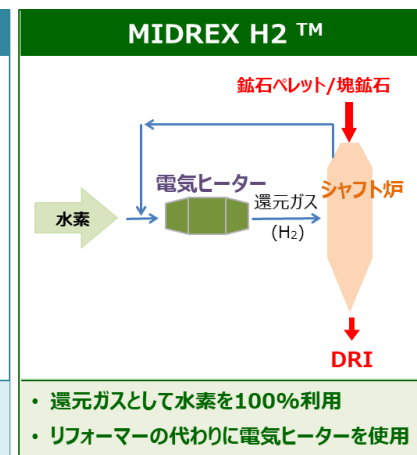 MIDREX H2 ™
鉱石ペレット/塊鉱石
電気ヒーター
シャフト炉
還元ガス
水素
(H₂)
DRI
・ 還元ガスとして水素を100%利用
・ リフォーマーの代わりに電気ヒーターを使用